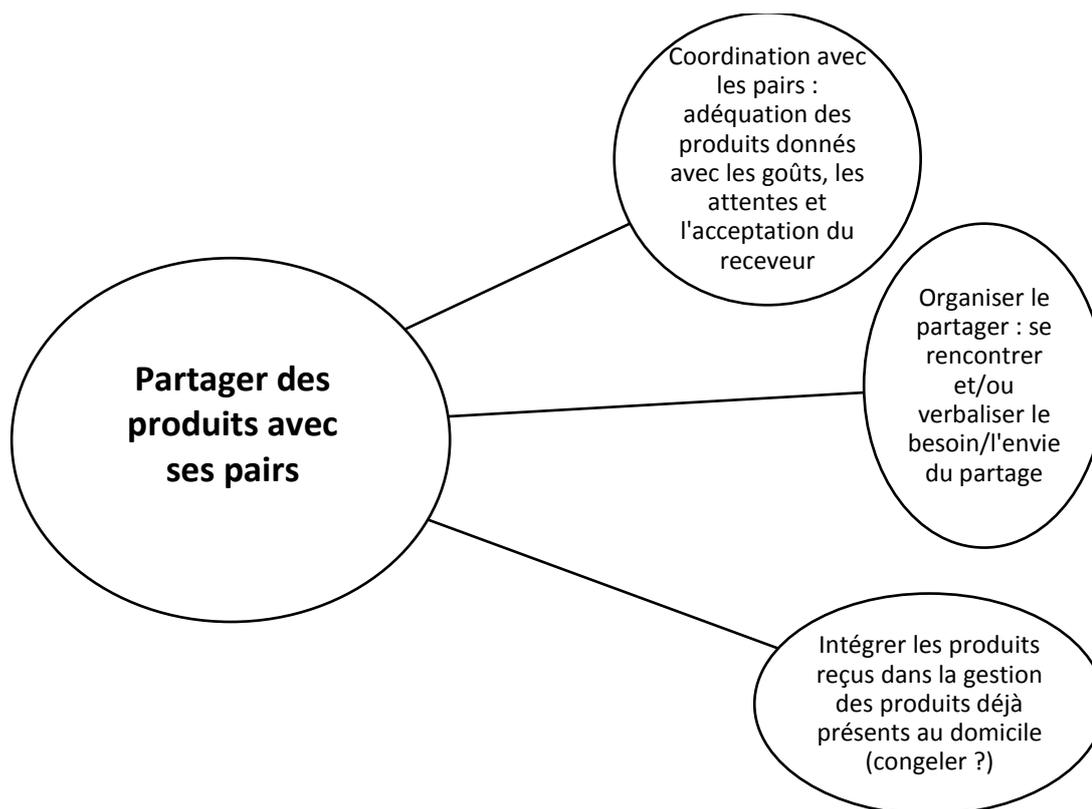 Coordination avec
les pairs :
adéquation des
produits donnés
avec les goûts, les
attentes et
l'acceptation du
receveur
Organiser le
partager : se
rencontrer
et/ou
verbaliser le
besoin/l'envie
du partage
Partager des
produits avec
ses pairs
Intégrer les produits
reçus dans la gestion
des produits déjà
présents au domicile
(congeler ?)